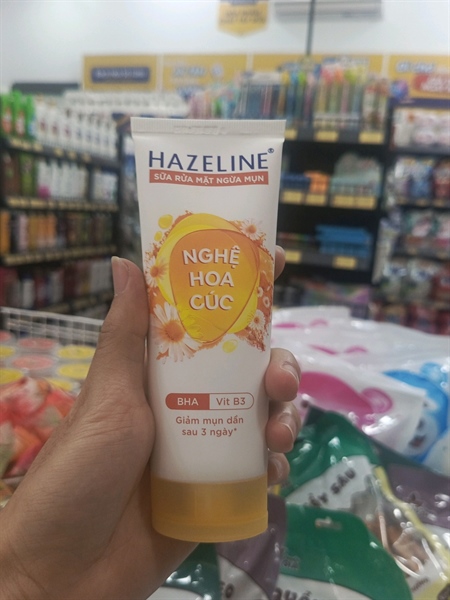 HAZELINE®
SỮA RỬA MẶT NGỪA MỤN
NGHỆ
HOA
CÚC
BHA Vit B3
Giảm mụn dần
sau 3 ngày*